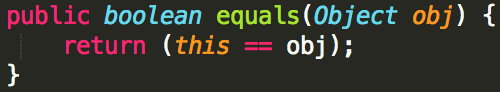 public boolean equals(Object obj) {
    return (this == obj);
}